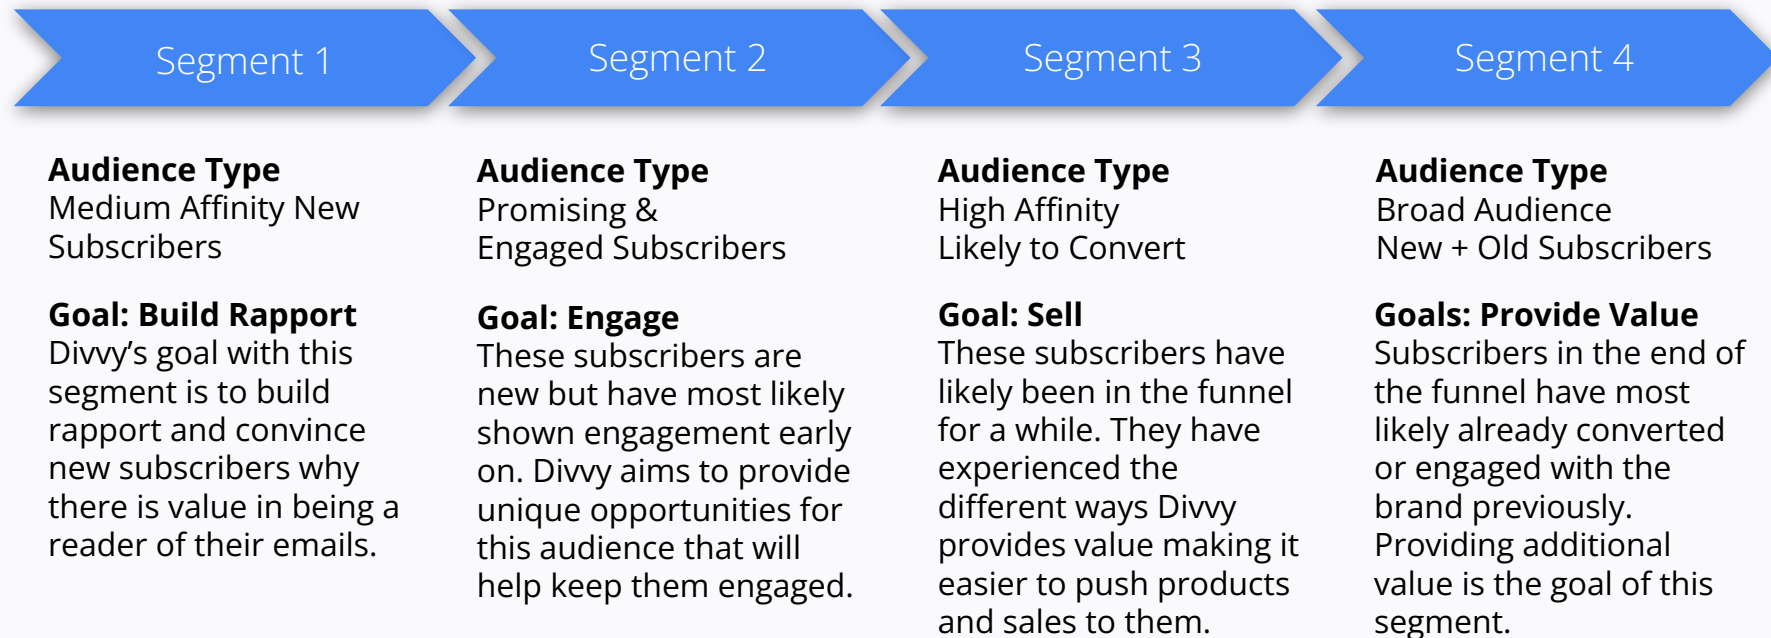 Segment 1
Segment 2
Segment 3
Segment 4
Audience Type
Medium Affinity New
Subscribers
Goal: Build Rapport
Divvy’s goal with this
segment is to build
rapport and convince
new subscribers why
there is value in being a
reader of their emails.
Audience Type
Promising &
Engaged Subscribers
Goal: Engage
These subscribers are
new but have most likely
shown engagement early
on. Divvy aims to provide
unique opportunities for
this audience that will
help keep them engaged.
Audience Type
High Affinity
Likely to Convert
Goal: Sell
These subscribers have
likely been in the funnel
for a while. They have
experienced the
different ways Divvy
provides value making it
easier to push products
and sales to them.
Audience Type
Broad Audience
New + Old Subscribers
Goals: Provide Value
Subscribers in the end of
the funnel have most
likely already converted
or engaged with the
brand previously.
Providing additional
value is the goal of this
segment.